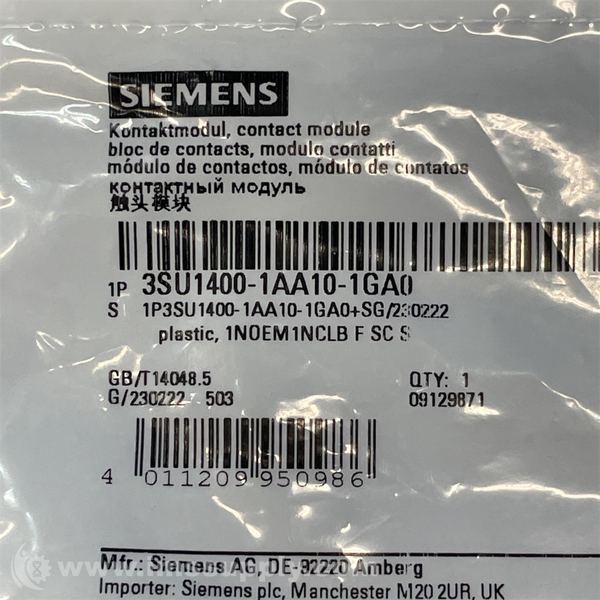 SIEMENS
Kontaktmodul, contact module
bloc de contacts, modulo contatti
módulo de contactos, módulo de contatos
контактный модуль
触头模块
1P 3SU1400-1AA10-1GA0
S 1P3SU1400-1AA10-1GA0+SG/230222
plastic, 1NOEM1NCLB F SC S
GB/T14048.5 QTY: 1
G/230222 503 09129871
4 011209 950986
Mfr.: Siemens AG, DE-92220 Amberg
Importer: Siemens plc, Manchester M20 2UR, UK